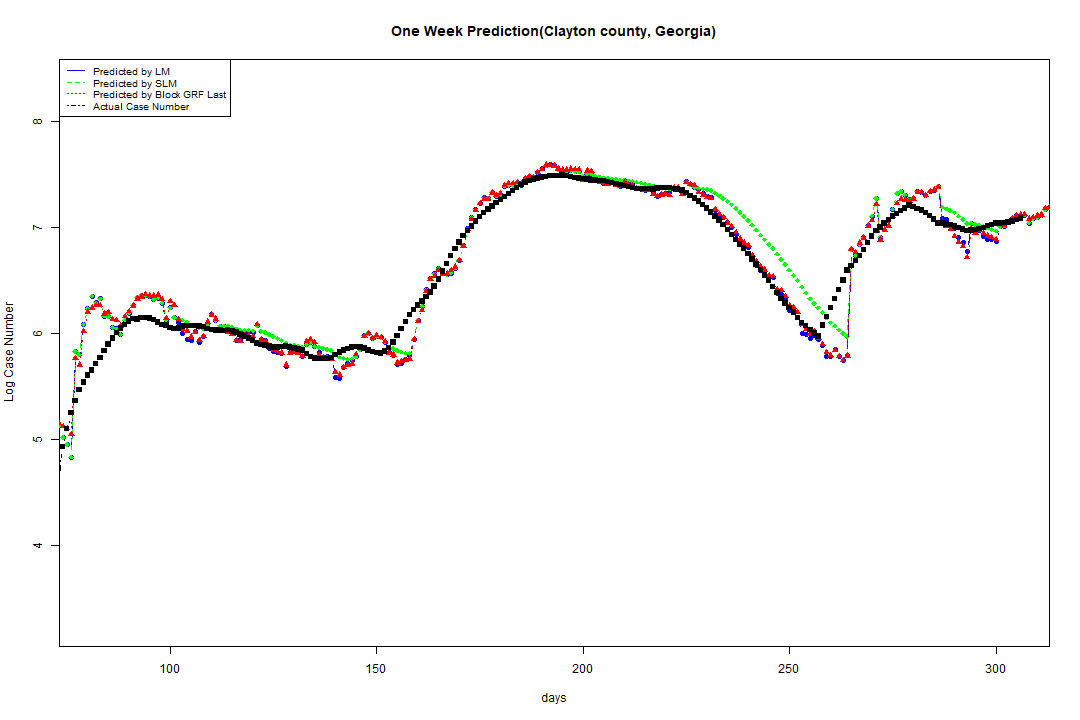 One Week Prediction(Clayton county, Georgia)
Predicted by LM
Predicted by SLM
Predicted by Block GRF Last
Actual Case Number
8
7
6
5
4
Log Case Number
100 150 200 250 300
days